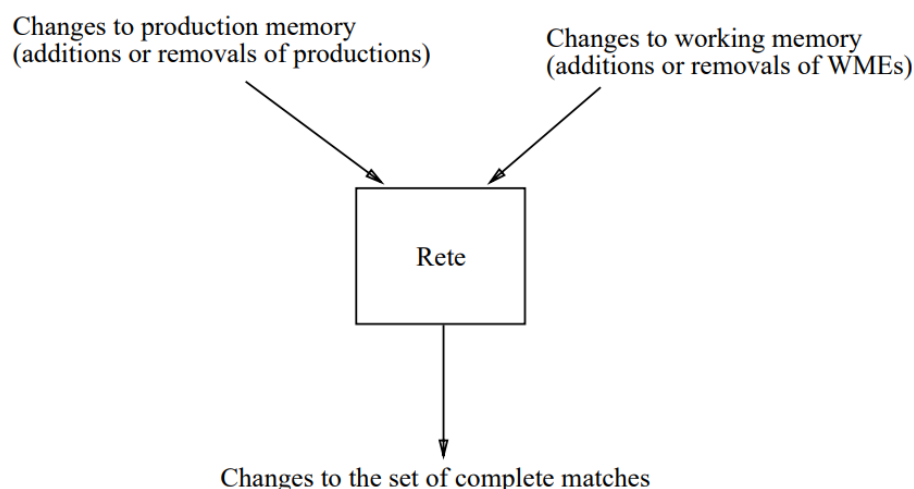 Changes to production memory
(additions or removals of productions)
Changes to working memory
(additions or removals of WMEs)
Rete
Changes to the set of complete matches